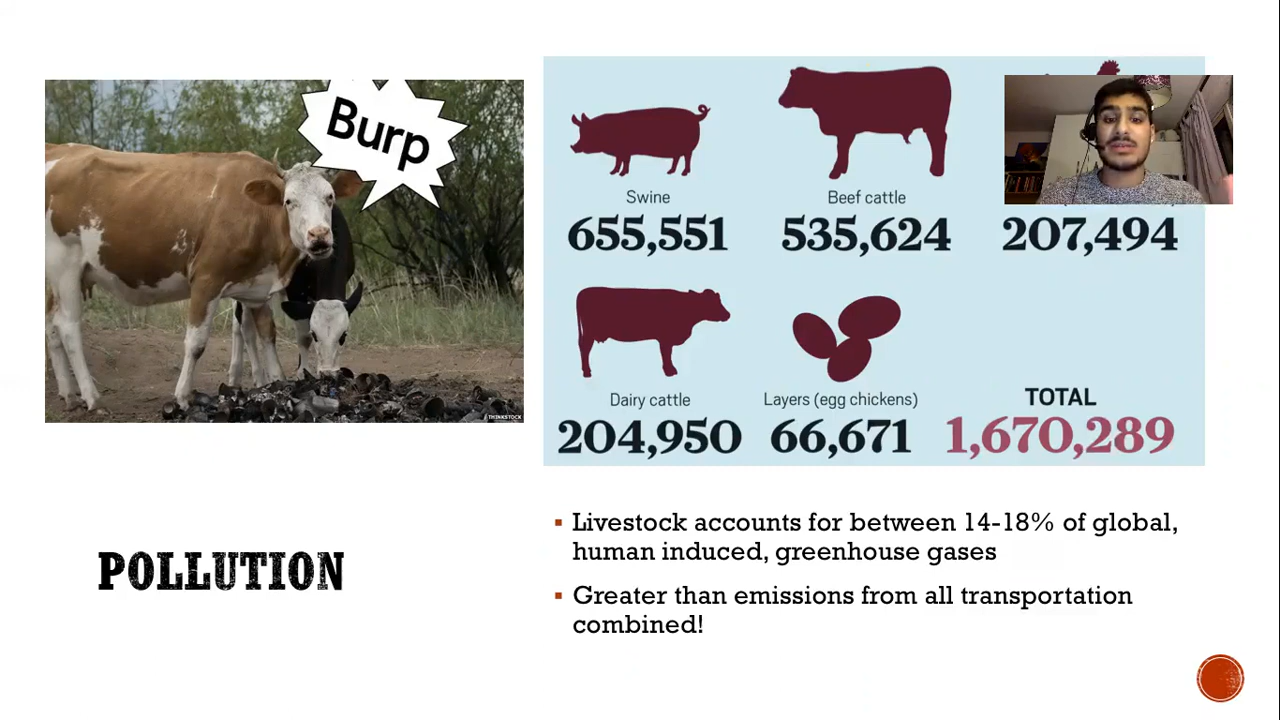 Burp
THINKSTOCK
Swine
655,551
Beef cattle
535,624
207,494
Dairy cattle
204,950
Layers (egg chickens)
66,671
TOTAL
1,670,289
POLLUTION
▪ Livestock accounts for between 14-18% of global,
human induced, greenhouse gases
▪ Greater than emissions from all transportation
combined!